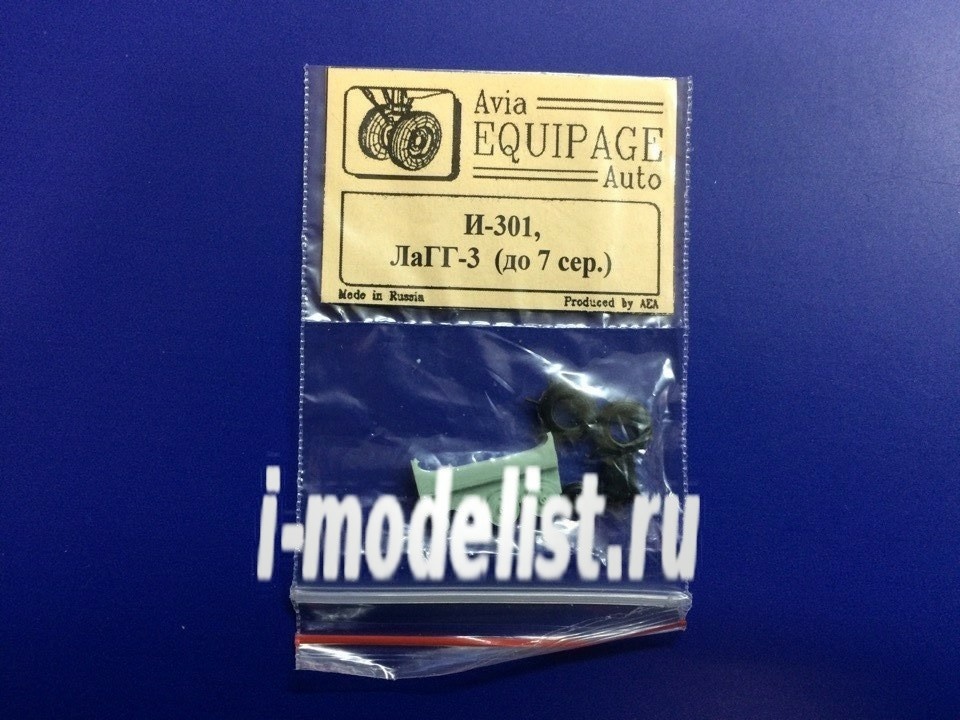 Avia
EQUIPAGE
Auto
И-301,
ЛаГГ-3 (до 7 сер.)
Made in Russia
Produced by AEA
i-modelist.ru